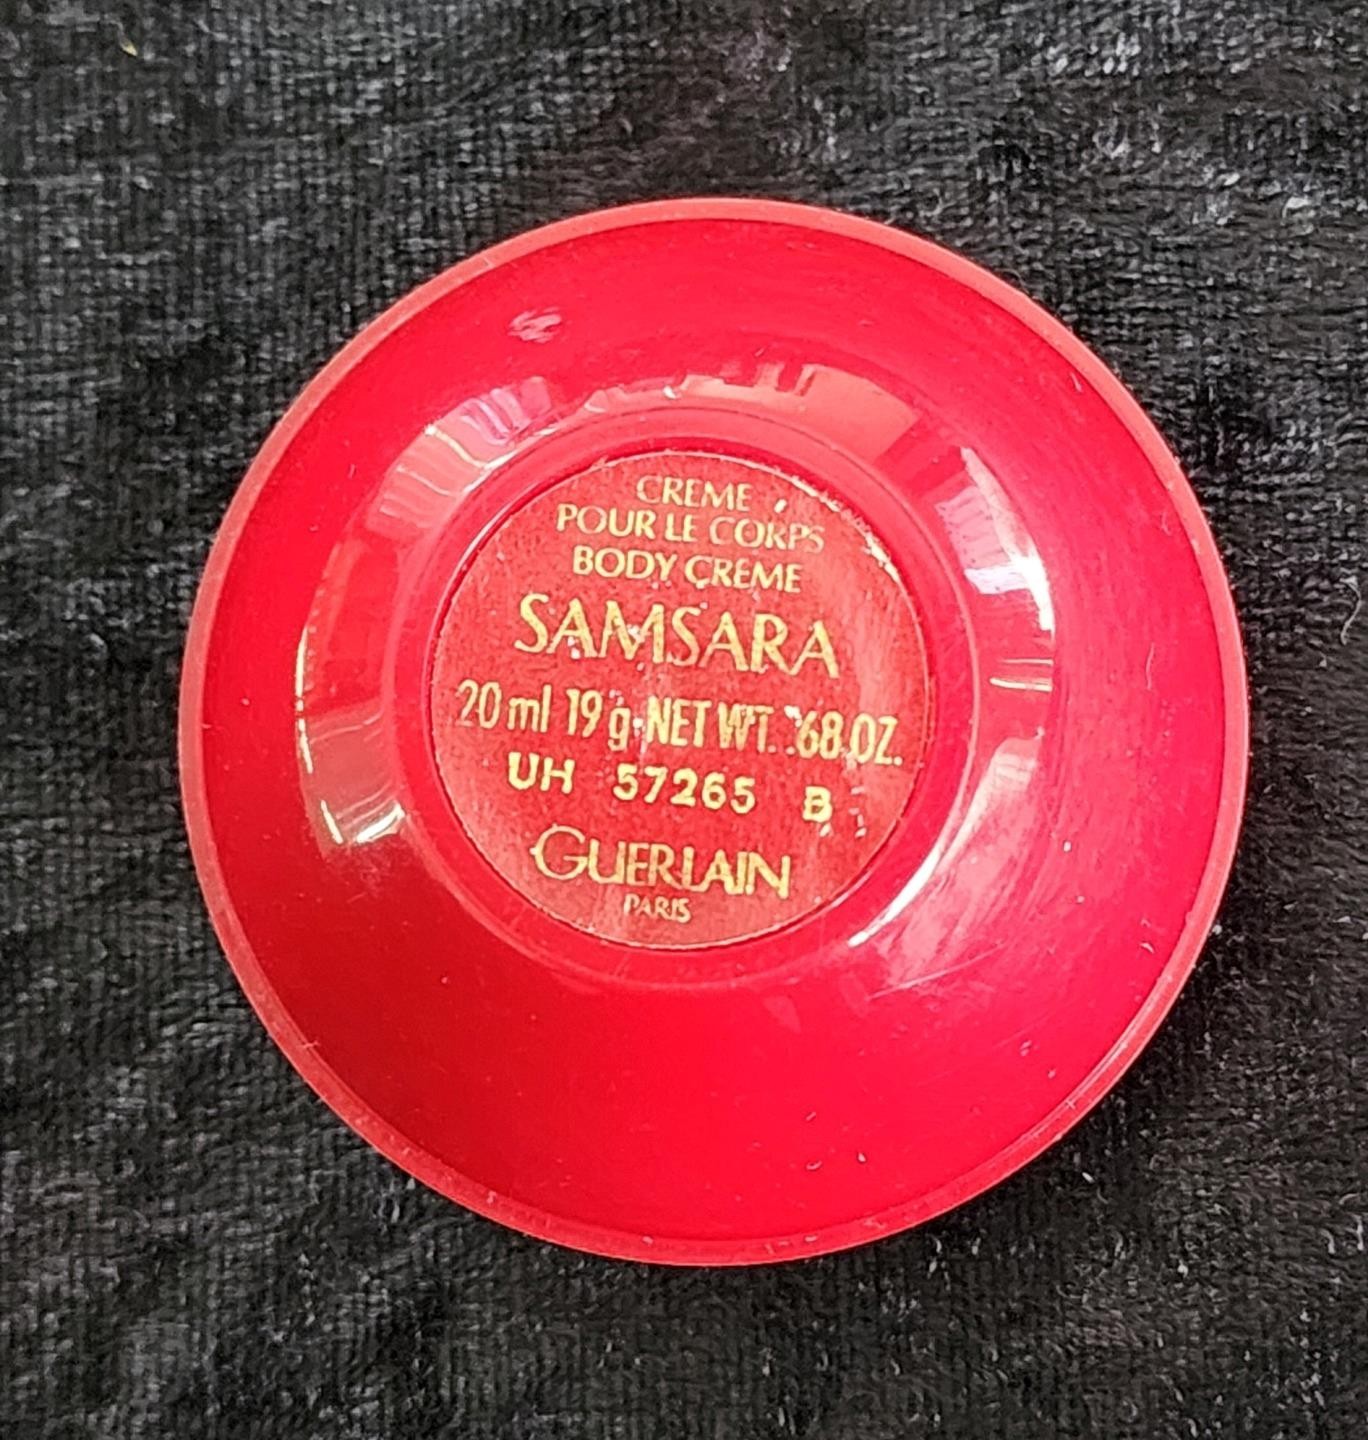 CREME
POUR LE CORPS
BODY CREME
SAMSARA
20 ml 19 g NET WT. .68 OZ.
UH 57265 B
GUERLAIN
PARIS